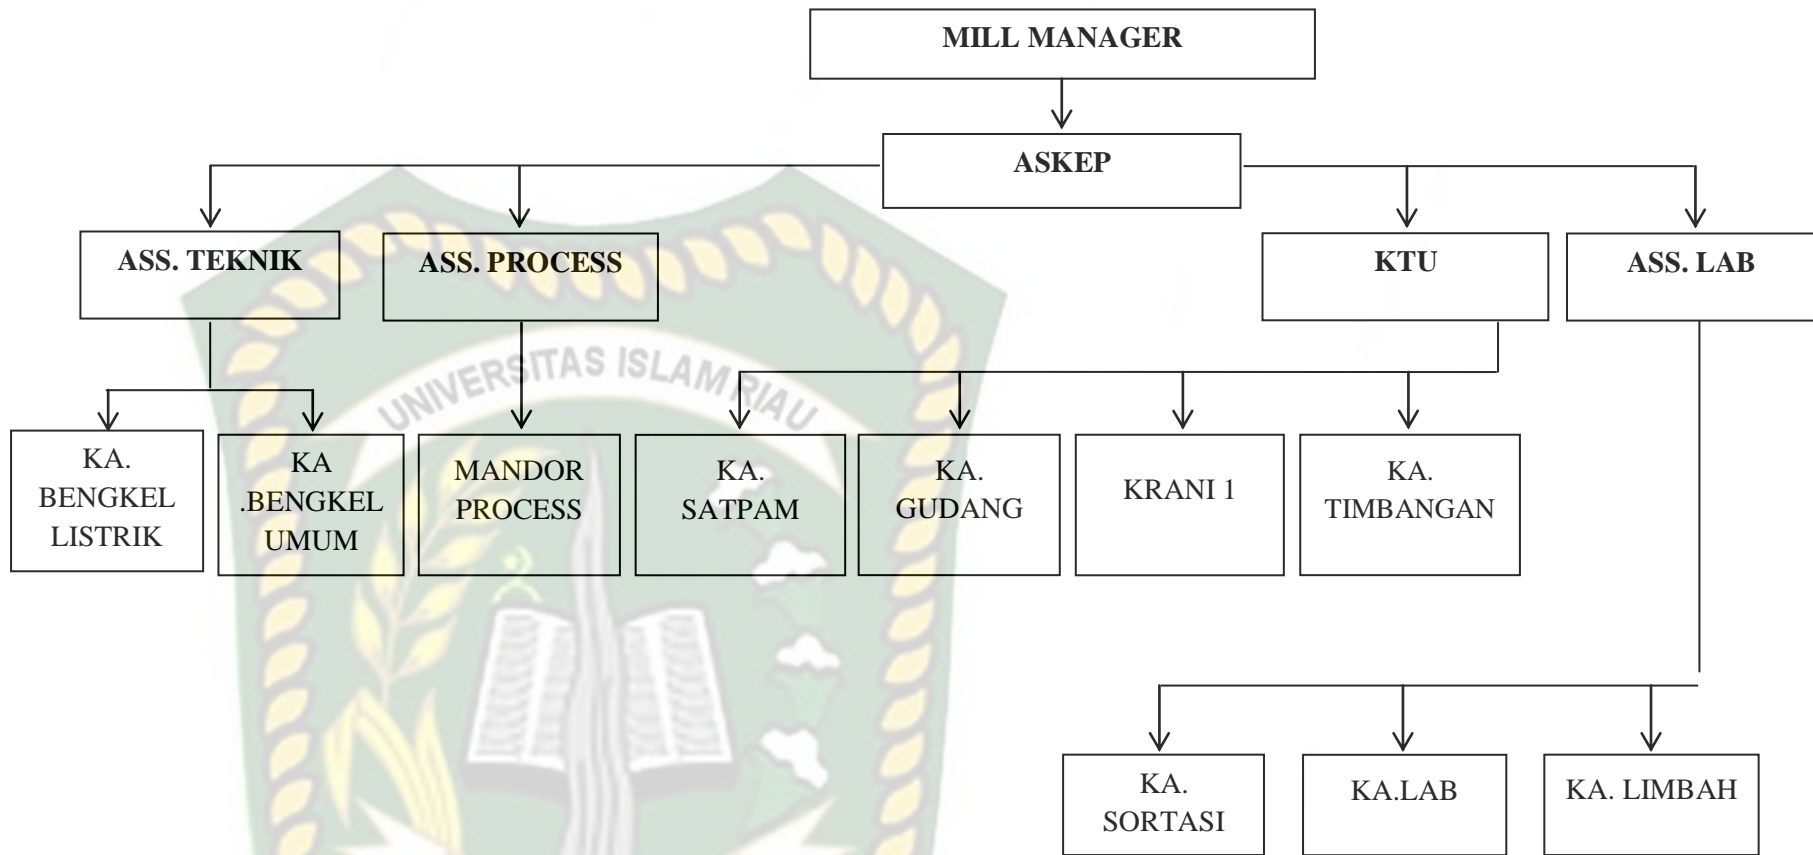 MILL MANAGER
ASKEP
ASS. TEKNIK
ASS. PROCESS
KTU
ASS. LAB
UNIVERSITAS ISLAM RIAU
KA.
BENGKEL
LISTRIK
KA
.BENGKEL
UMUM
MANDOR
PROCESS
KA.
SATPAM
KA.
GUDANG
KRANI 1
KA.
TIMBANGAN
KA.
SORTASI
KA.LAB
KA. LIMBAH